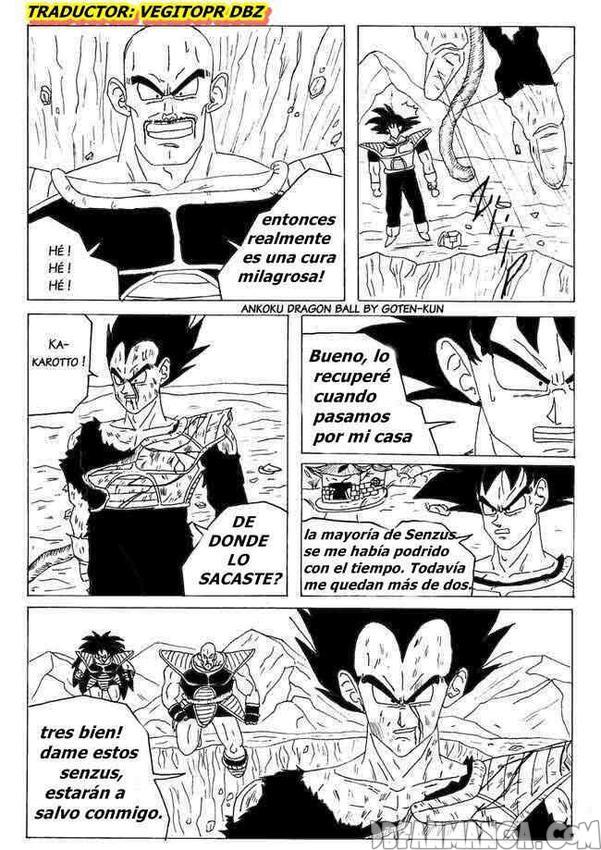 TRADUCTOR: VEGITOPR DBZ
HÉ!
HÉ!
HÉ!
entonces
realmente
es una cura
milagrosa!
ANKOKU DRAGON BALL BY GOTEN-KUN
KA-
KAROTTO!
DE
DONDE
LO
SACASTE?
Bueno, lo
recuperé
cuando
pasamos
por mi casa
la mayoría de Senzus
se me había podrido
con el tiempo. Todavía
me quedan más de dos.
tres bien!
dame estos
senzus,
estarán a
salvo conmigo.
DBFANMANGA.COM